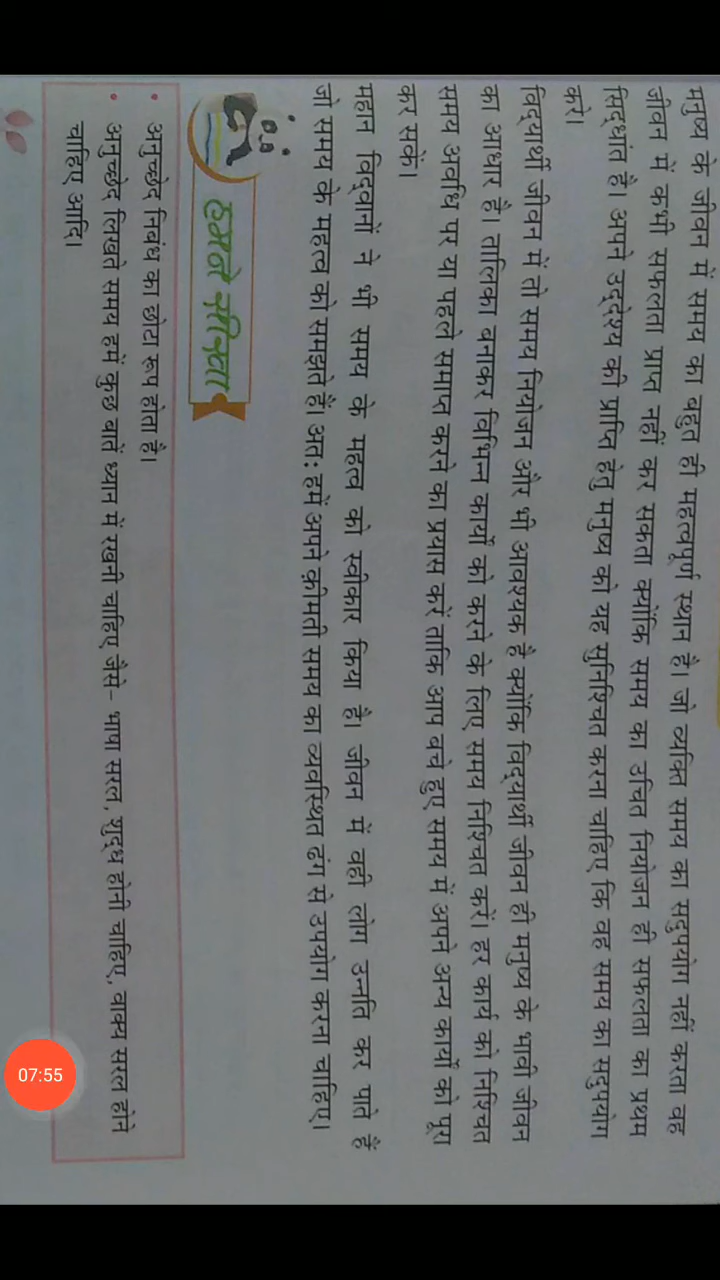 मनुष्य के जीवन में समय का बहुत ही महत्वपूर्ण स्थान है। जो व्यक्ति समय का सदुपयोग नहीं करता वह
जीवन में कभी सफलता प्राप्त नहीं कर सकता क्योंकि समय का उचित नियोजन ही सफलता का प्रथम
सिद्धांत है। अपने उद्देश्य की प्राप्ति हेतु मनुष्य को यह सुनिश्चित करना चाहिए कि वह समय का सदुपयोग
करे।
विद्यार्थी जीवन में तो समय नियोजन और भी आवश्यक है क्योंकि विद्यार्थी जीवन ही मनुष्य के भावी जीवन
का आधार है। तालिका बनाकर विभिन्न कार्यों को करने के लिए समय निश्चित करें। हर कार्य को निश्चित
समय अवधि पर या पहले समाप्त करने का प्रयास करें ताकि आप बचे हुए समय में अपने अन्य कार्यों को पूरा
कर सकें।
महान विद्वानों ने भी समय के महत्व को स्वीकार किया है। जीवन में वही लोग उन्नति कर पाते हैं
जो समय के महत्व को समझते हैं। अतः हमें अपने कीमती समय का व्यवस्थित ढंग से उपयोग करना चाहिए।
हमने सीखा
• अनुच्छेद निबंध का छोटा रूप होता है।
• अनुच्छेद लिखते समय हमें कुछ बातें ध्यान में रखनी चाहिए जैसे- भाषा सरल, शुद्ध होनी चाहिए, वाक्य सरल होने
चाहिए आदि।
07:55